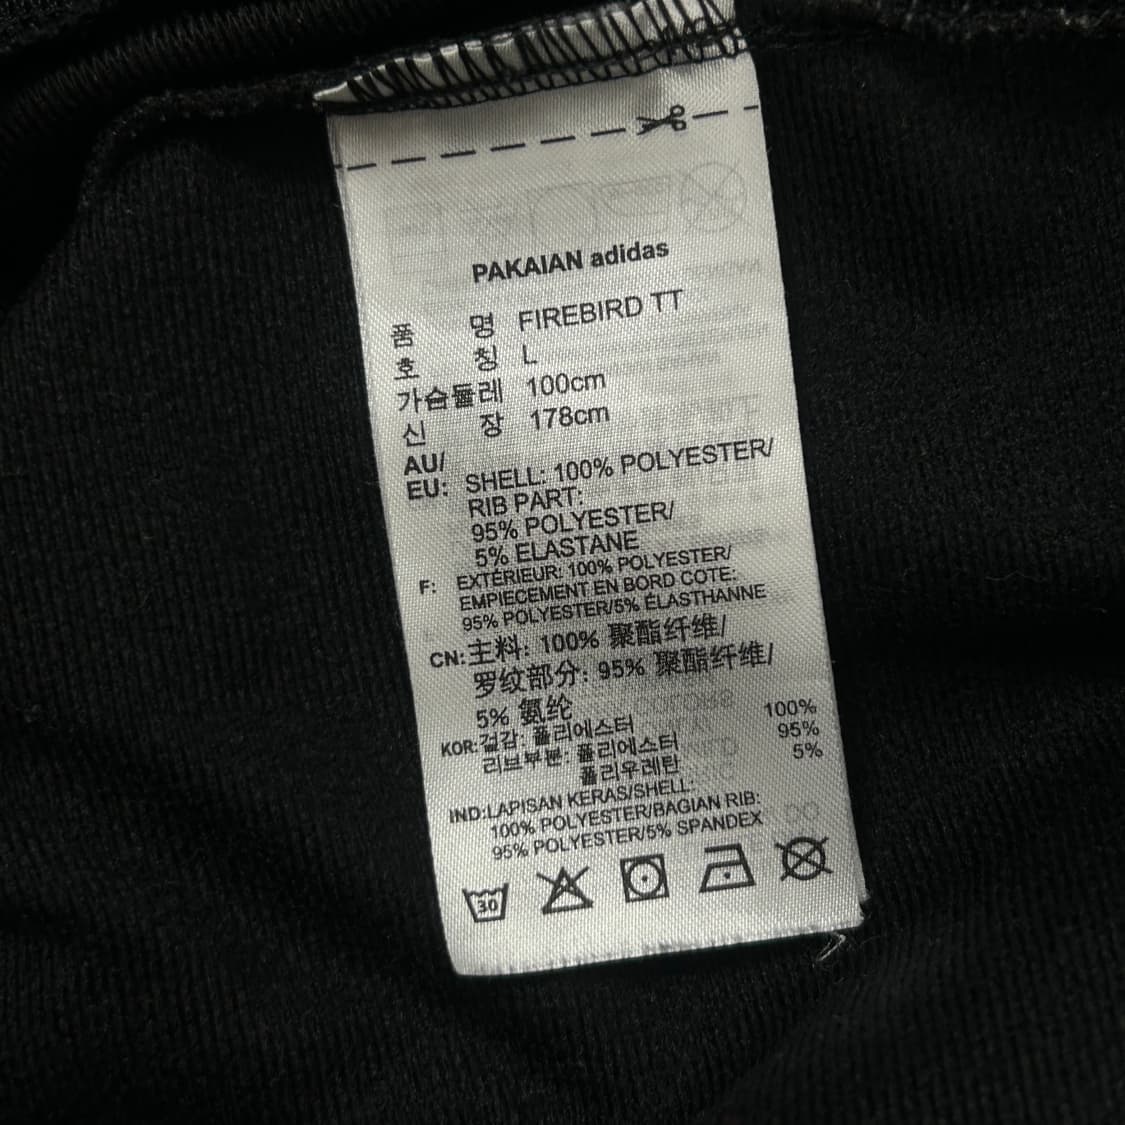 PAKAIAN adidas
품 명 FIREBIRD TT
호 칭 L
가슴둘레 100cm
신 장 178cm
AU/
EU: SHELL: 100% POLYESTER/
RIB PART:
95% POLYESTER/
5% ELASTANE
F: EXTÉRIEUR: 100% POLYESTER/
EMPIECEMENT EN BORD COTE:
95% POLYESTER/5% ÉLASTHANNE
CN: 主料: 100% 聚酯纤维/
罗纹部分: 95% 聚酯纤维/
5% 氨纶
KOR: 겉감: 폴리에스터 100%
리브부분: 폴리에스터 95%
폴리우레탄 5%
IND:LAPISAN KERAS/SHELL:
100% POLYESTER/BAGIAN RIB:
95% POLYESTER/5% SPANDEX
30